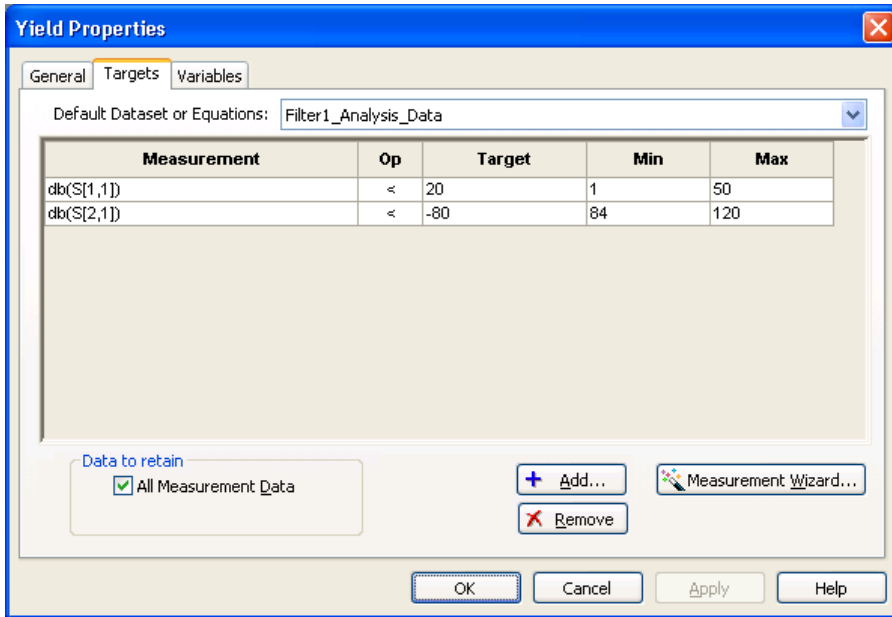 Yield Properties
General Targets Variables
Default Dataset or Equations: Filter1_Analysis_Data
Measurement Op Target Min Max
db(S[1,1]) < 20 1 50
db(S[2,1]) < -80 84 120
Data to retain
All Measurement Data
+ Add... Measurement Wizard...
Remove
OK Cancel Apply Help